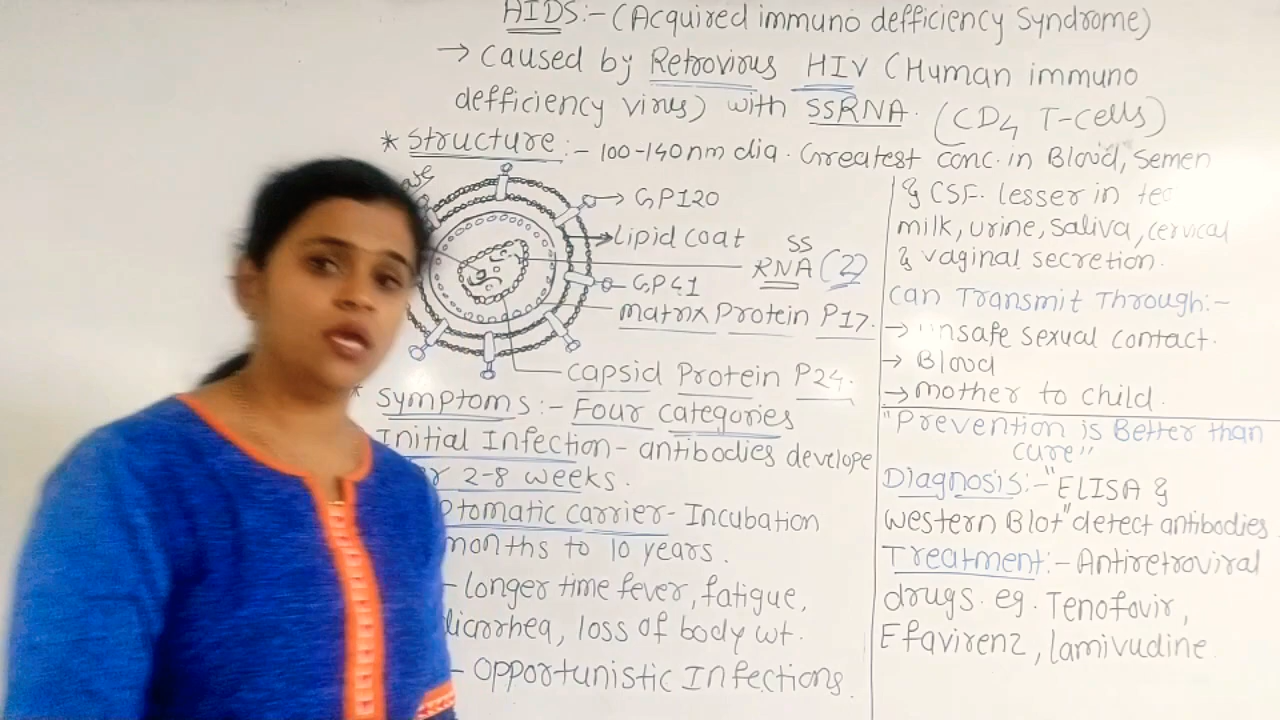 AIDS:- (Acquired immuno defficiency Syndrome)
→ caused by Retrovirus HIV (Human immuno
defficiency virus) with SSRNA. (CD4 T-cells)
* Structure:- 100-140nm dia. Greatest conc. in Blood, Semen
& CSF. lesser in
milk, urine, saliva, cervical
& vaginal secretion.
can Transmit Through:-
→ unsafe sexual contact.
→ Blood
→ mother to child.
→ GP120
→ lipid coat
SS
RNA (2)
GP41
matrix Protein P17.
capsid Protein P24.
* Symptoms:- Four categories
Initial Infection - antibodies develope
2-8 weeks.
carrier - Incubation
months to 10 years.
- longer time fever, fatigue,
loss of body wt.
- Opportunistic Infections.
"Prevention is Better than
cure"
Diagnosis:- "ELISA &
Western Blot" detect antibodies.
Treatment:- Antiretroviral
drugs. eg. Tenofovir,
Efavirenz, lamivudine.